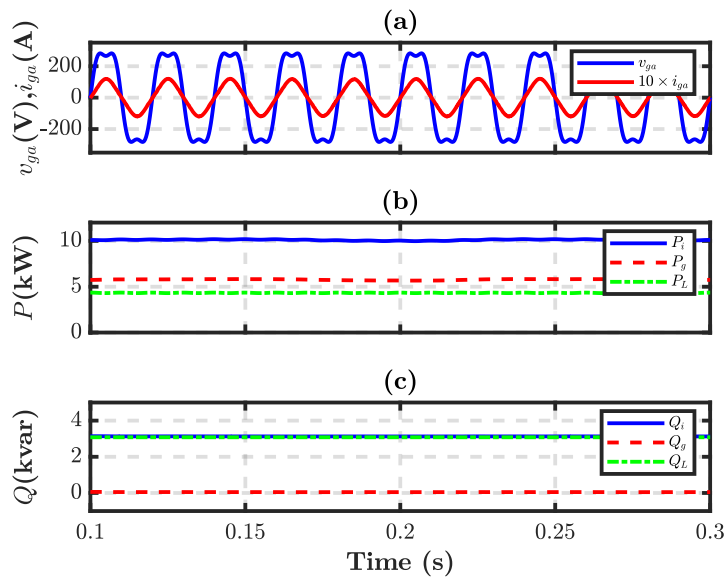 (a)
v_ga(V),i_ga(A)
200
0
-200
v_ga
10 × i_ga
(b)
P(kW)
10
5
0
P_i
P_g
P_L
(c)
Q(kvar)
4
2
0
Q_i
Q_g
Q_L
0.1 0.15 0.2 0.25 0.3
Time (s)